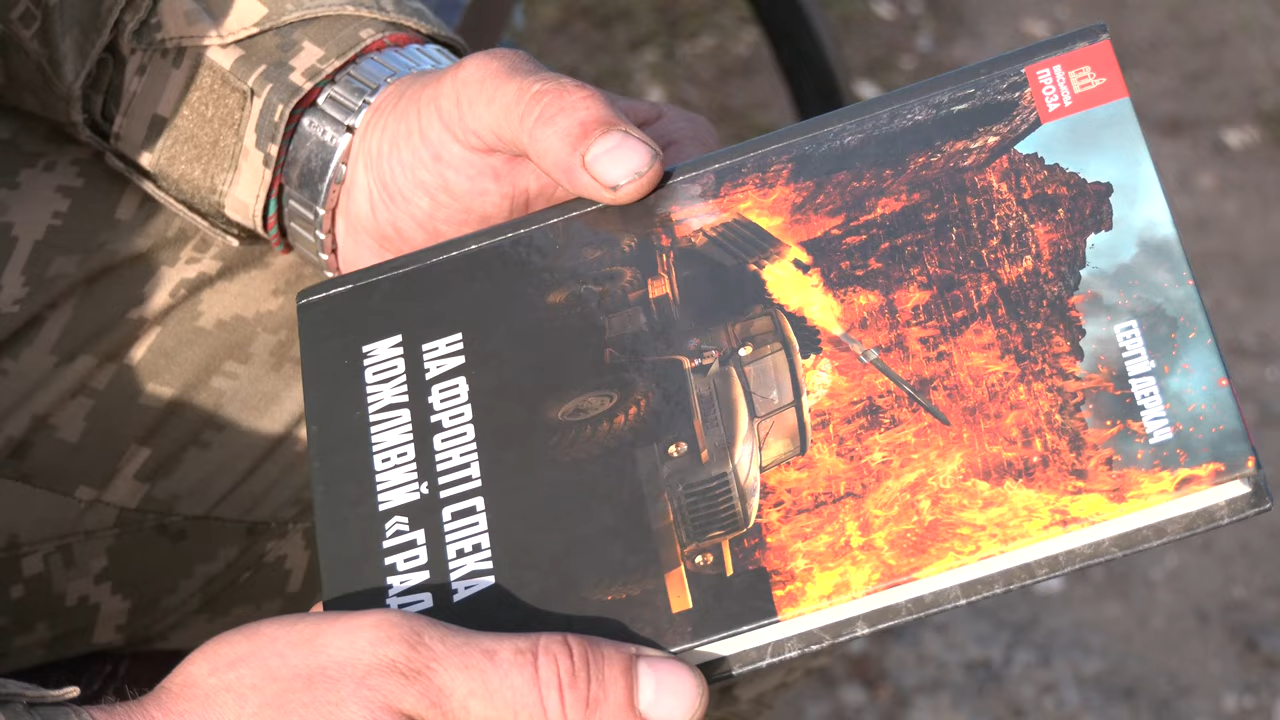 СЕРГІЙ ДЕРКАЧ
ВІЙСЬКОВА
ПРОЗА
НА ФРОНТІ СПЕКА
МОЖЛИВИЙ «ГРАД